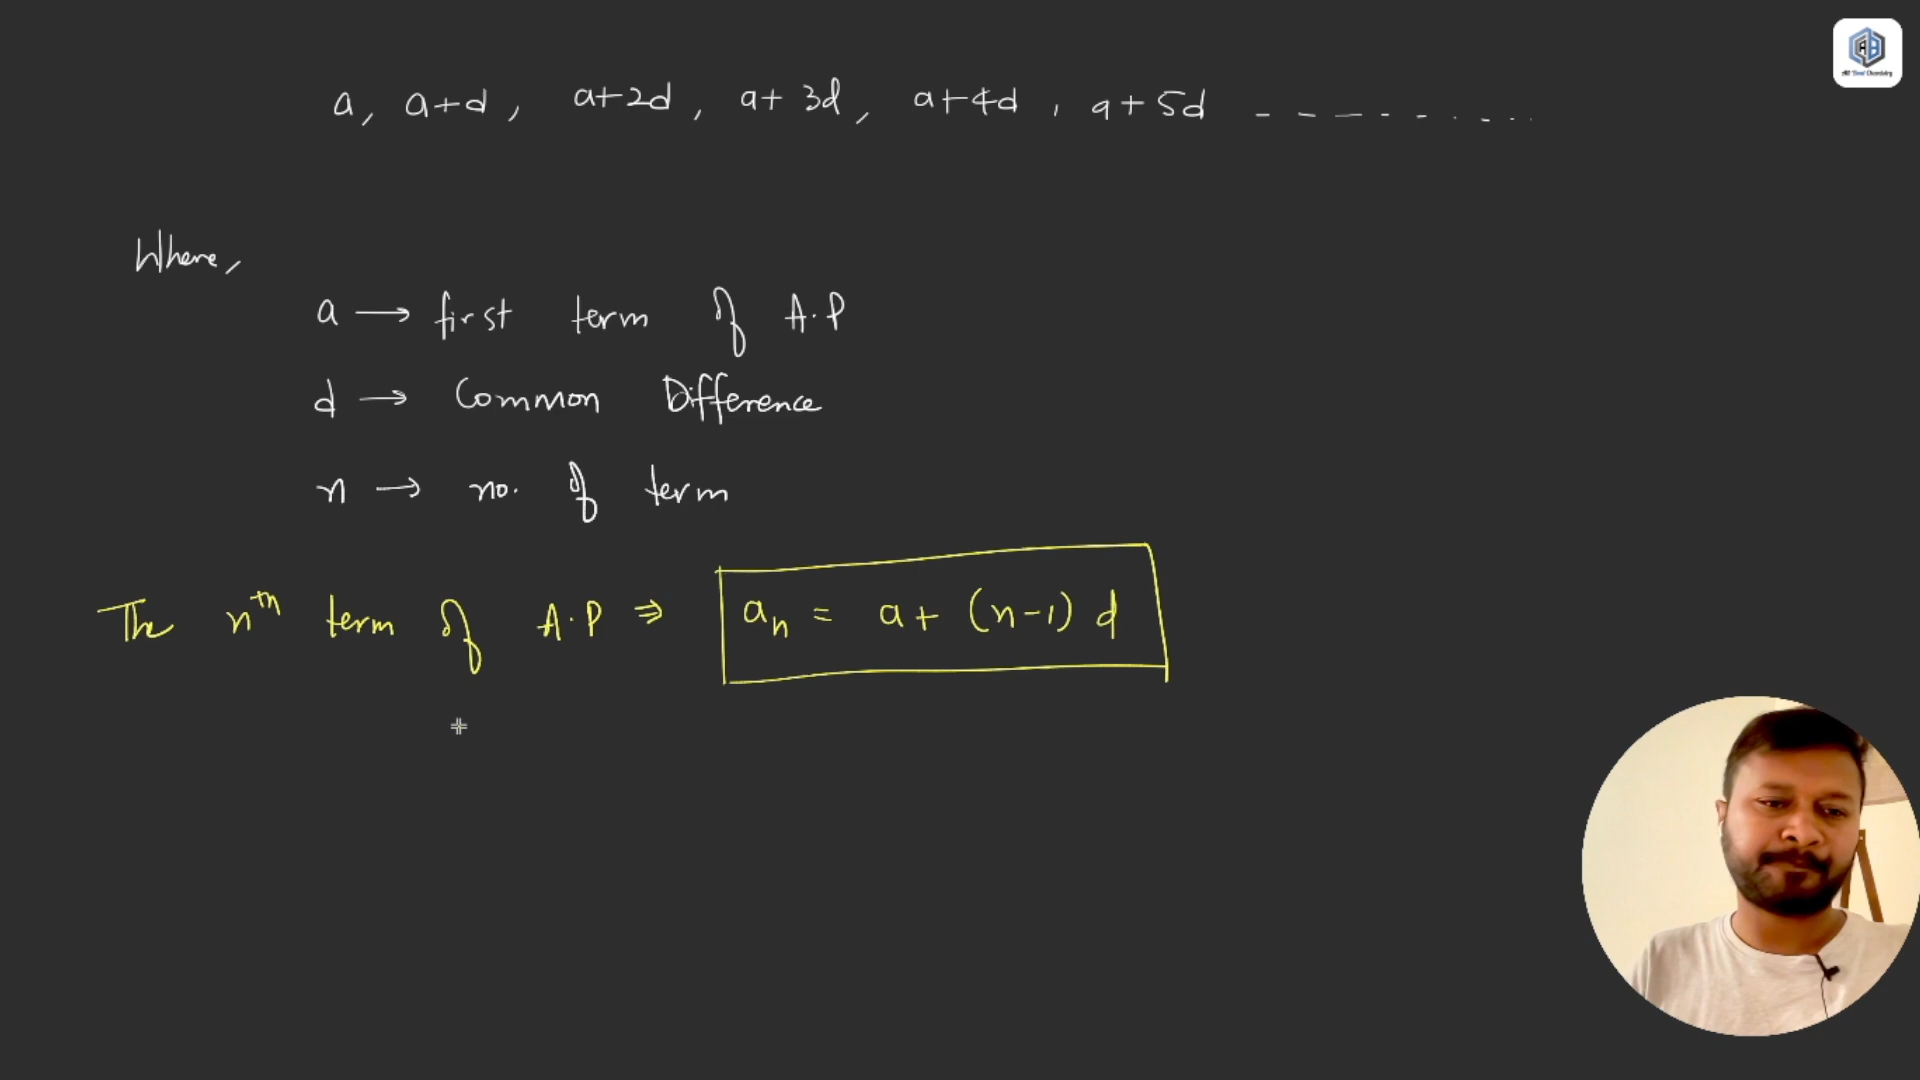 a, a+d, a+2d, a+3d, a+4d, a+5d - - - - - - . . .
Where,
a → first term of A.P
d → Common Difference
n → no. of term
The nth term of A.P ⇒ an = a + (n-1) d